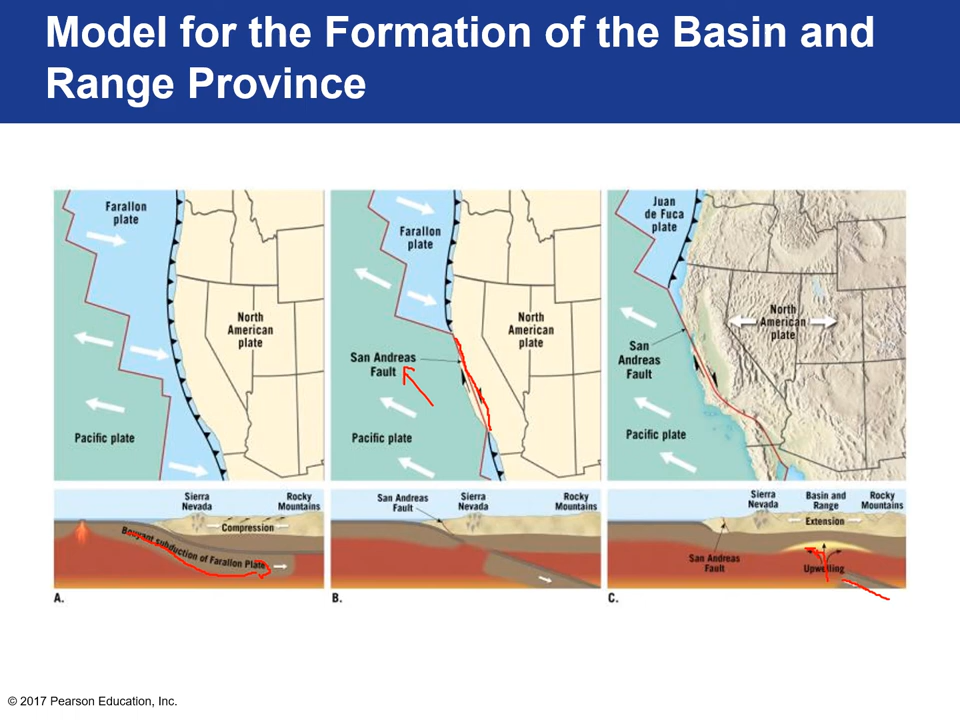 Model for the Formation of the Basin and
Range Province
Farallon
plate
North
American
plate
Pacific plate
Farallon
plate
North
American
plate
San Andreas
Fault
Pacific plate
Juan
de Fuca
plate
North
American
plate
San
Andreas
Fault
Pacific plate
Sierra
Nevada
Rocky
Mountains
Compression
Bouyant subduction of Farallon Plate
A.
San Andreas
Fault
Sierra
Nevada
Rocky
Mountains
B.
Sierra
Nevada
Basin and
Range
Rocky
Mountains
Extension
San Andreas
Fault
Upwelling
C.
© 2017 Pearson Education, Inc.